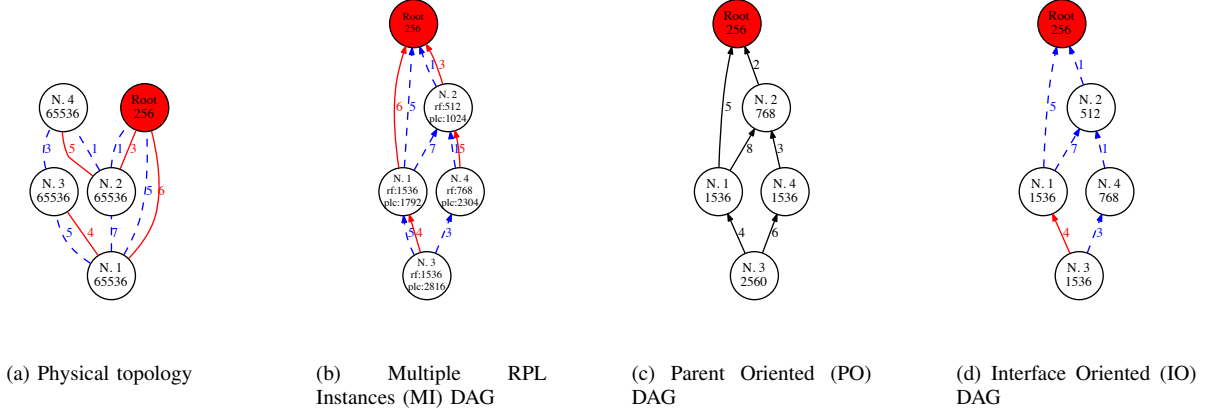 N. 4
65536
Root
256
3
5
1
1
3
N. 3
65536
N. 2
65536
5
6
5
4
7
N. 1
65536
(a) Physical topology
Root
256
1
3
6
5
N. 2
rf:512
plc:1024
7
15
N. 1
rf:1536
plc:1792
N. 4
rf:768
plc:2304
5
4
3
N. 3
rf:1536
plc:2816
(b) Multiple RPL
Instances (MI) DAG
Root
256
2
5
N. 2
768
8
3
N. 1
1536
N. 4
1536
4
6
N. 3
2560
(c) Parent Oriented (PO)
DAG
Root
256
1
5
N. 2
512
7
1
N. 1
1536
N. 4
768
4
3
N. 3
1536
(d) Interface Oriented (IO)
DAG